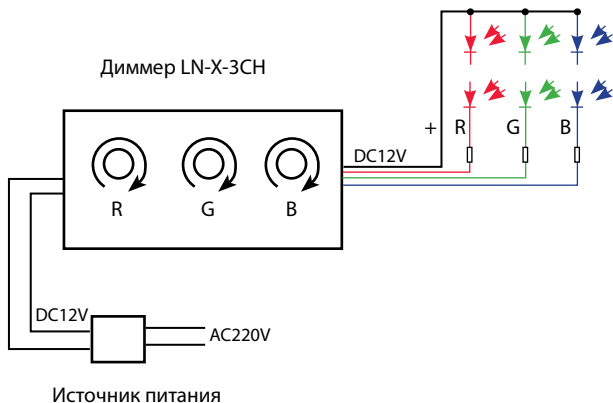 Диммер LN-X-3CH
+ R G B
DC12V
R G B
DC12V
AC220V
Источник питания